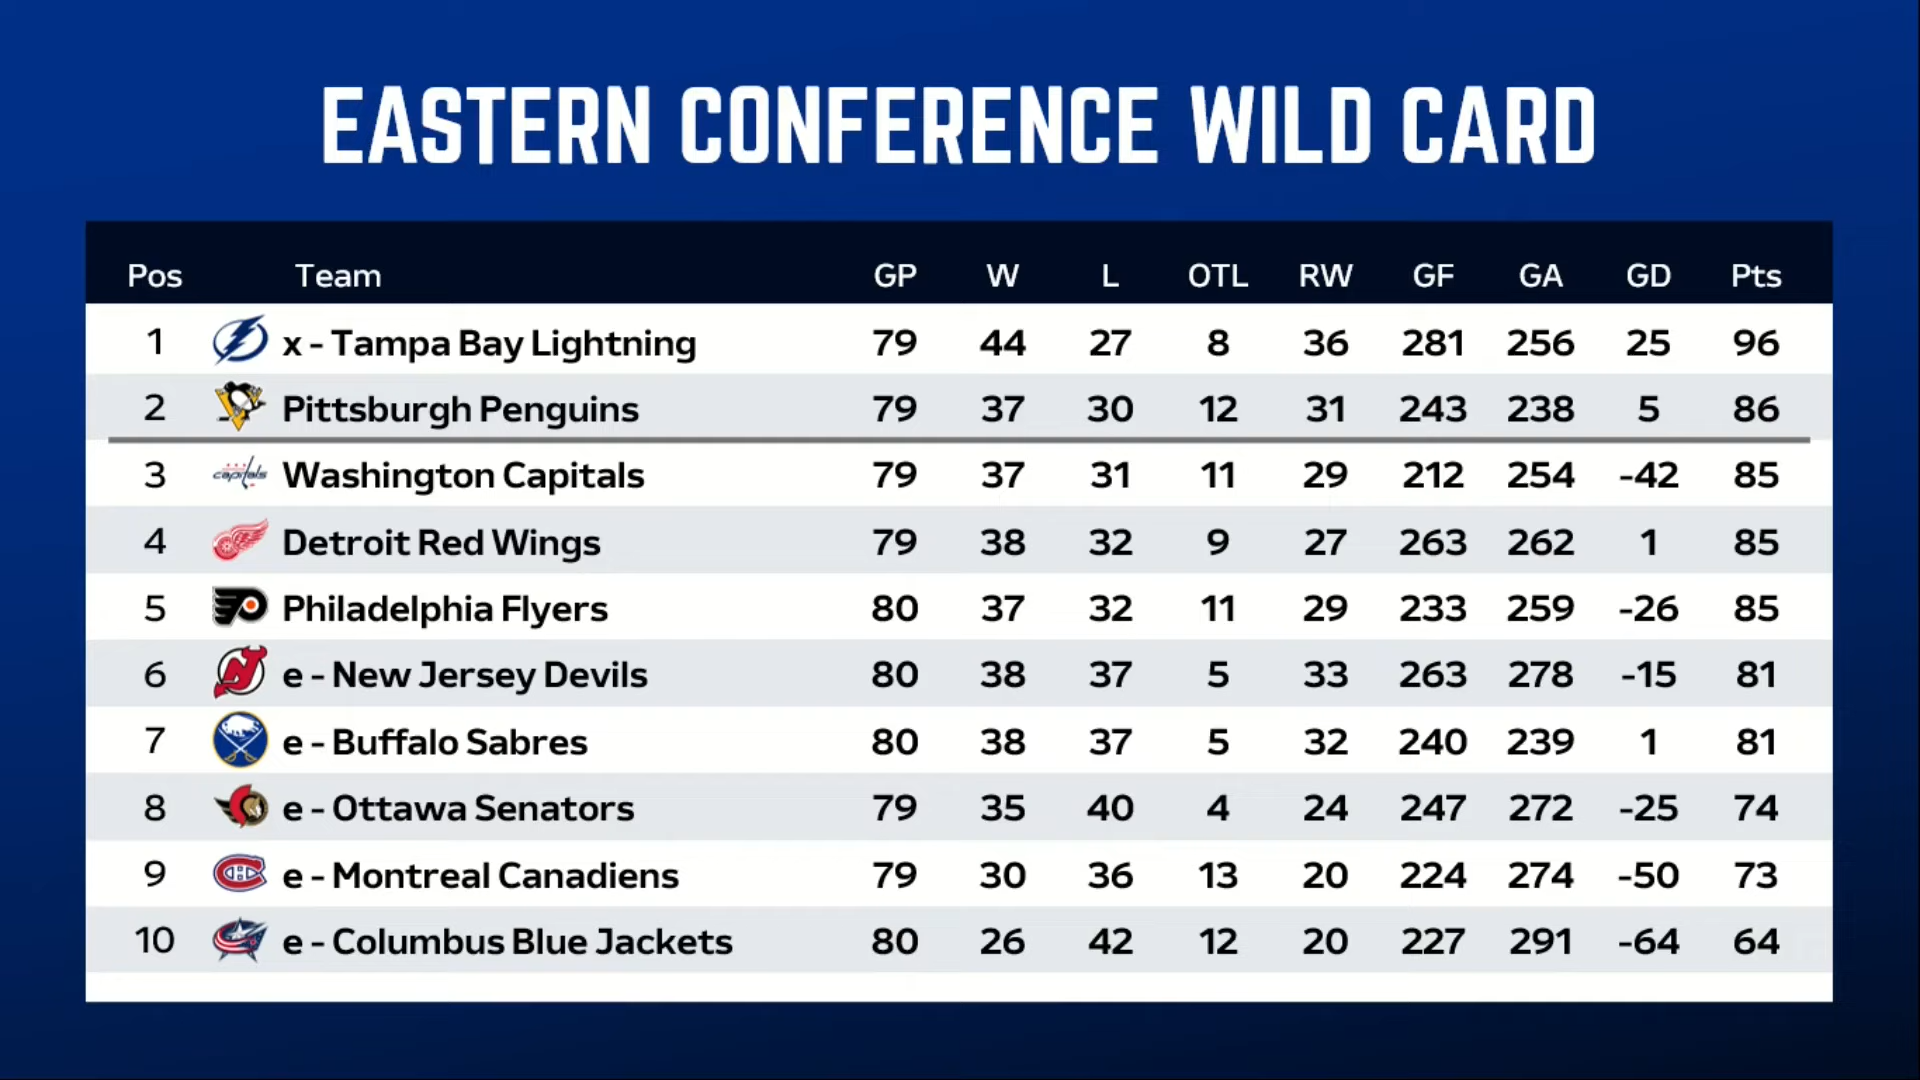 EASTERN CONFERENCE WILD CARD
Pos Team GP W L OTL RW GF GA GD Pts
1 x - Tampa Bay Lightning 79 44 27 8 36 281 256 25 96
2 Pittsburgh Penguins 79 37 30 12 31 243 238 5 86
3 capitals Washington Capitals 79 37 31 11 29 212 254 -42 85
4 Detroit Red Wings 79 38 32 9 27 263 262 1 85
5 Philadelphia Flyers 80 37 32 11 29 233 259 -26 85
6 e - New Jersey Devils 80 38 37 5 33 263 278 -15 81
7 e - Buffalo Sabres 80 38 37 5 32 240 239 1 81
8 e - Ottawa Senators 79 35 40 4 24 247 272 -25 74
9 e - Montreal Canadiens 79 30 36 13 20 224 274 -50 73
10 e - Columbus Blue Jackets 80 26 42 12 20 227 291 -64 64